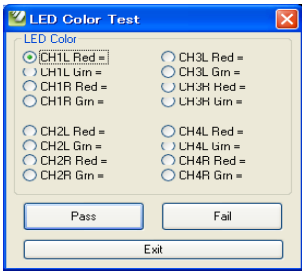 LED Color Test
LED Color
CH1L Red =
CH1L Grn =
CH1R Red =
CH1R Grn =
CH2L Red =
CH2L Grn =
CH2R Red =
CH2R Grn =
CH3L Red =
CH3L Grn =
CH3R Red =
CH3R Grn =
CH4L Red =
CH4L Grn =
CH4R Red =
CH4R Grn =
Pass
Fail
Exit